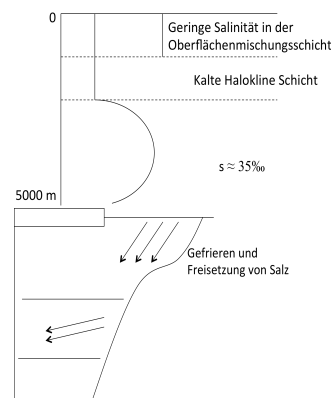 0
Geringe Salinität in der
Oberflächenmischungsschicht
Kalte Halokline Schicht
s ≈ 35‰
5000 m
Gefrieren und
Freisetzung von Salz